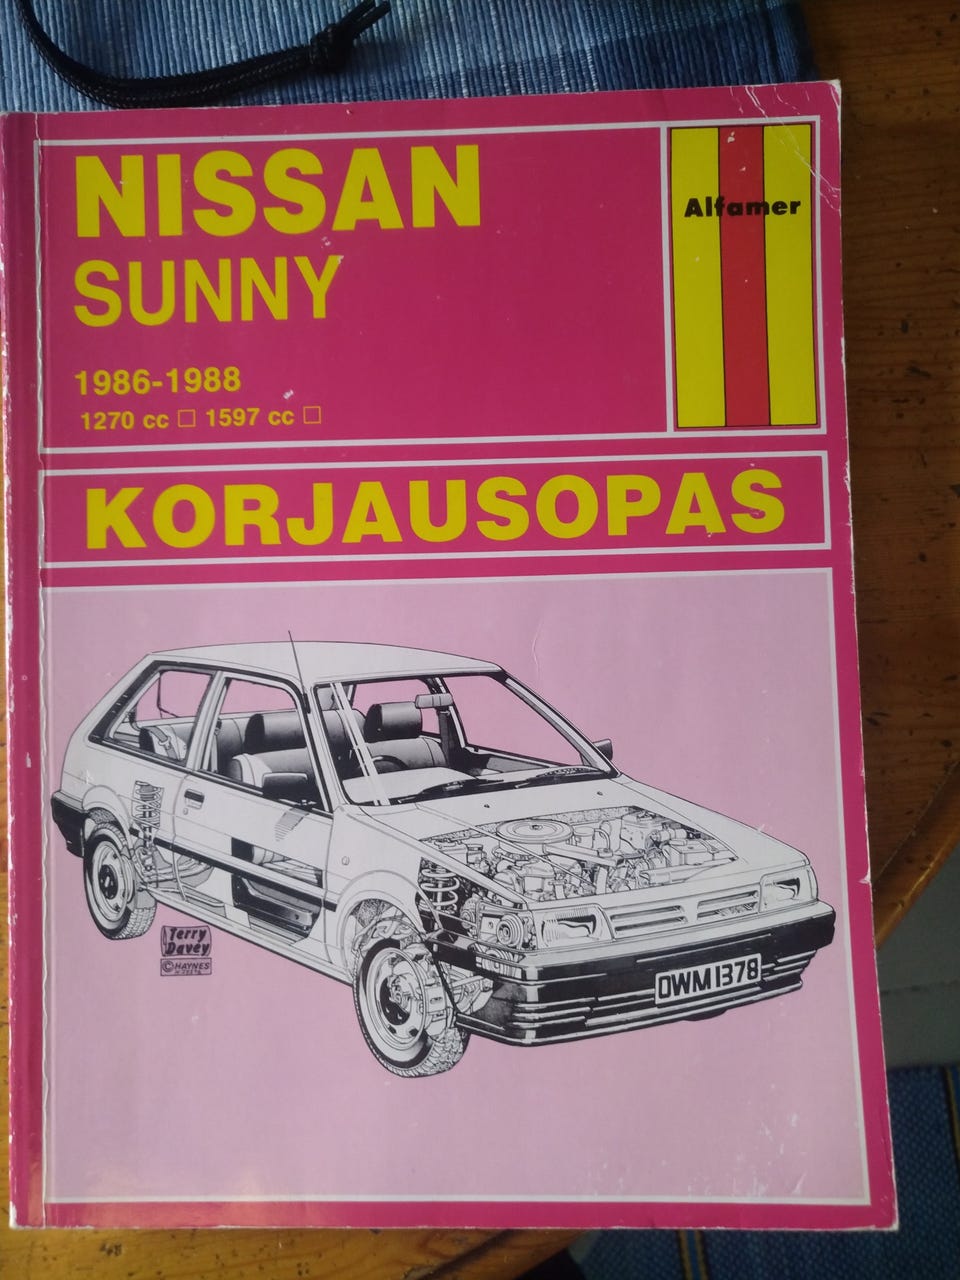 NISSAN
SUNNY
1986-1988
1270 cc □ 1597 cc □
Alfamer
KORJAUSOPAS
Terry
Davey
© HAYNES
OWM 1378